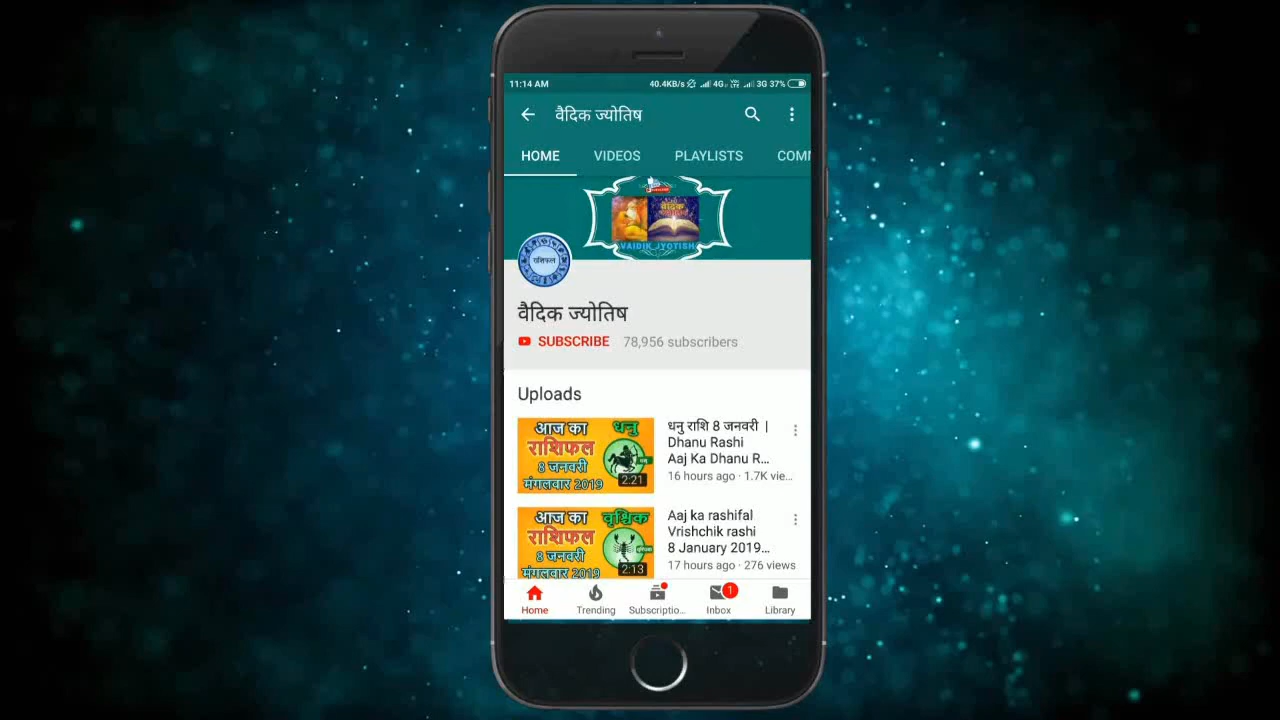 11:14 AM
40.4KB/s 4G 3G 37%
वैदिक ज्योतिष
HOME VIDEOS PLAYLISTS COM
वैदिक
VAIDIK JYOTISH
राशिफल
वैदिक ज्योतिष
SUBSCRIBE 78,956 subscribers
Uploads
आज का धनु
राशिफल
8 जनवरी
मंगलवार 2019
2:21
धनु राशि 8 जनवरी |
Dhanu Rashi
Aaj Ka Dhanu R...
16 hours ago · 1.7K vie...
आज का वृश्चिक
राशिफल
8 जनवरी
मंगलवार 2019
2:13
Aaj ka rashifal
Vrishchik rashi
8 January 2019...
17 hours ago · 276 views
1
Home Trending Subscriptio... Inbox Library